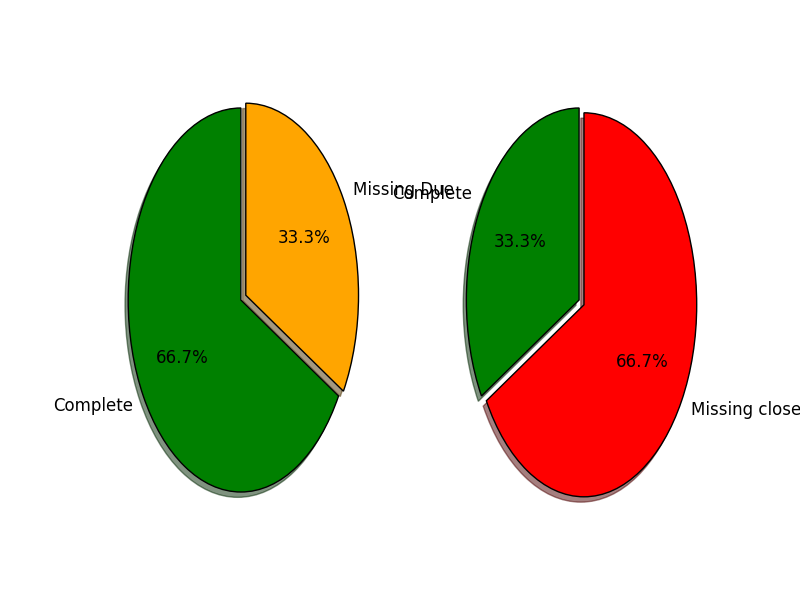 Missing Due
Complete
33.3%
33.3%
66.7%
66.7%
Complete
Missing close